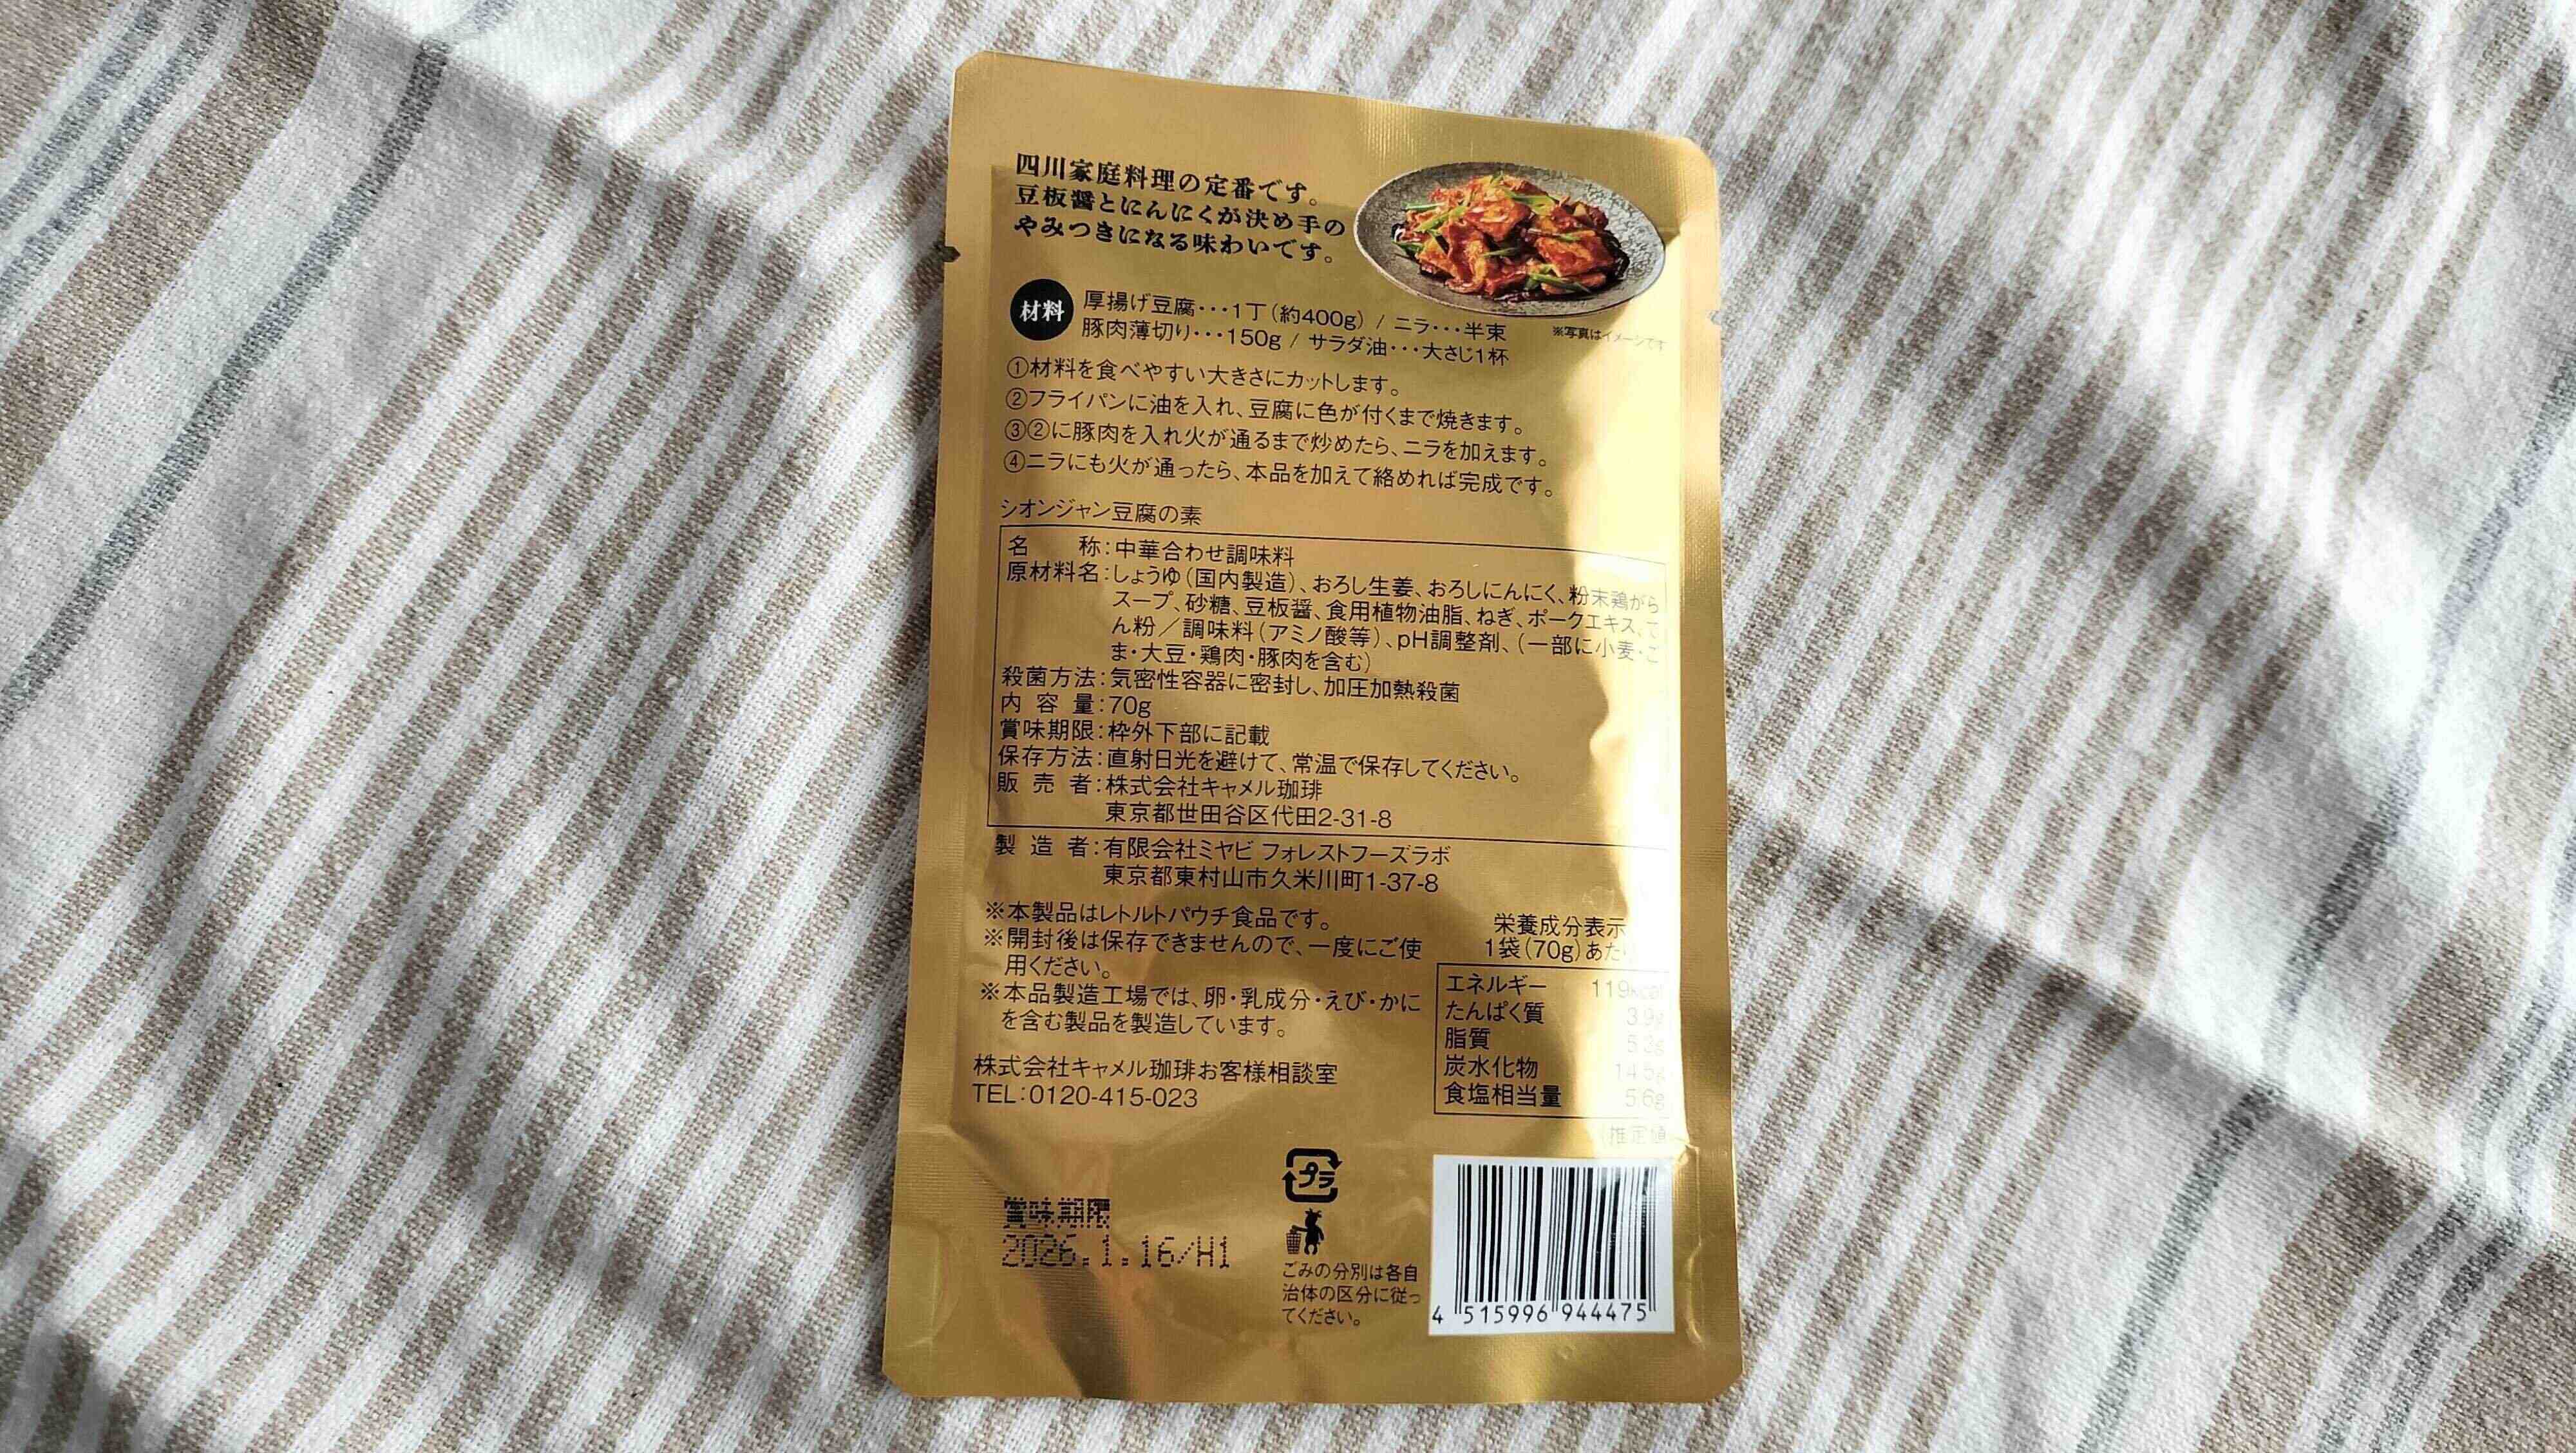 四川家庭料理の定番です。
豆板醤とにんにくが決め手の
やみつきになる味わいです。
※写真はイメージです
材料
厚揚げ豆腐･･･1丁(約400g) / ニラ･･･半束
豚肉薄切り･･･150g / サラダ油･･･大さじ1杯
①材料を食べやすい大きさにカットします。
②フライパンに油を入れ、豆腐に色が付くまで焼きます。
③②に豚肉を入れ火が通るまで炒めたら、ニラを加えます。
④ニラにも火が通ったら、本品を加えて絡めれば完成です。
シオンジャン豆腐の素
名 称：中華合わせ調味料
原材料名：しょうゆ(国内製造)、おろし生姜、おろしにんにく、粉末鶏がら
スープ、砂糖、豆板醤、食用植物油脂、ねぎ、ポークエキス、で
ん粉／調味料(アミノ酸等)、pH調整剤、(一部に小麦・ご
ま・大豆・鶏肉・豚肉を含む)
殺菌方法：気密性容器に密封し、加圧加熱殺菌
内 容 量：70g
賞味期限：枠外下部に記載
保存方法：直射日光を避けて、常温で保存してください。
販 売 者：株式会社キャメル珈琲
東京都世田谷区代田2-31-8
製 造 者：有限会社ミヤビ フォレストフーズラボ
東京都東村山市久米川町1-37-8
※本製品はレトルトパウチ食品です。
※開封後は保存できませんので、一度にご使
用ください。
※本品製造工場では、卵・乳成分・えび・かに
を含む製品を製造しています。
株式会社キャメル珈琲お客様相談室
TEL：0120-415-023
栄養成分表示
1袋(70g)あた
エネルギー 119kcal
たんぱく質 3.9g
脂質 5.2g
炭水化物 14.5g
食塩相当量 5.6g
(推定値
プラ
ごみの分別は各自
治体の区分に従っ
てください。
賞味期限
2026.1.16/H1
4 515996 944475